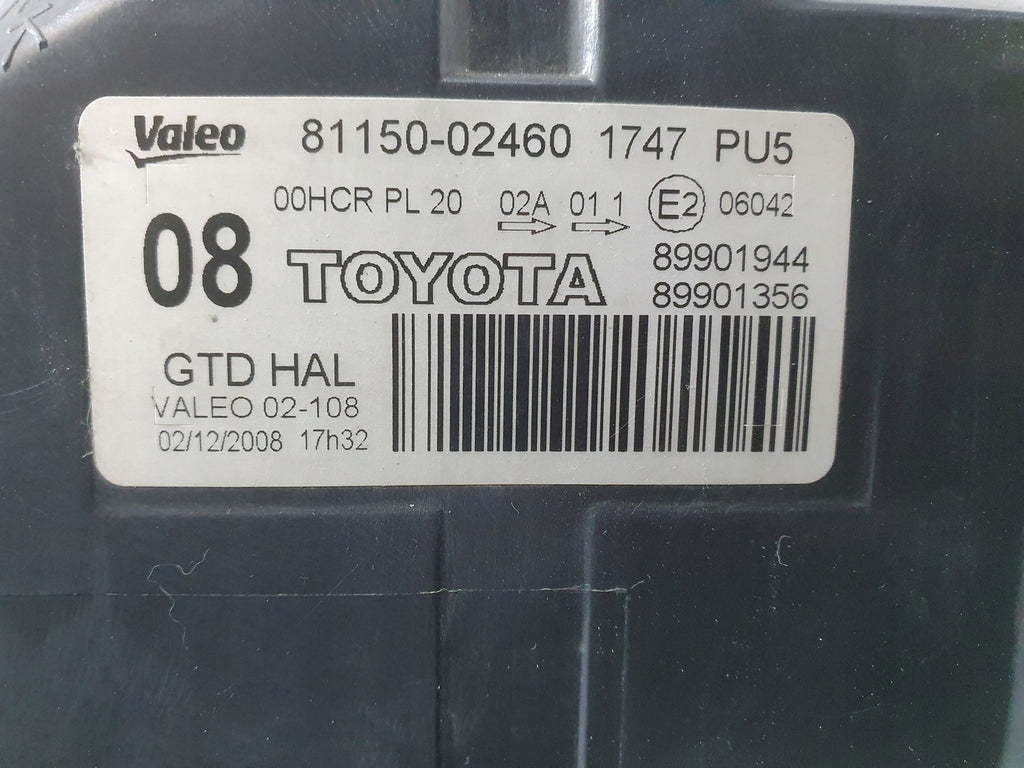 Valeo 81150-02460 1747 PU5
00HCR PL 20 02A 01 1 E2 06042
08 TOYOTA 89901944
89901356
GTD HAL
VALEO 02-108
02/12/2008 17h32